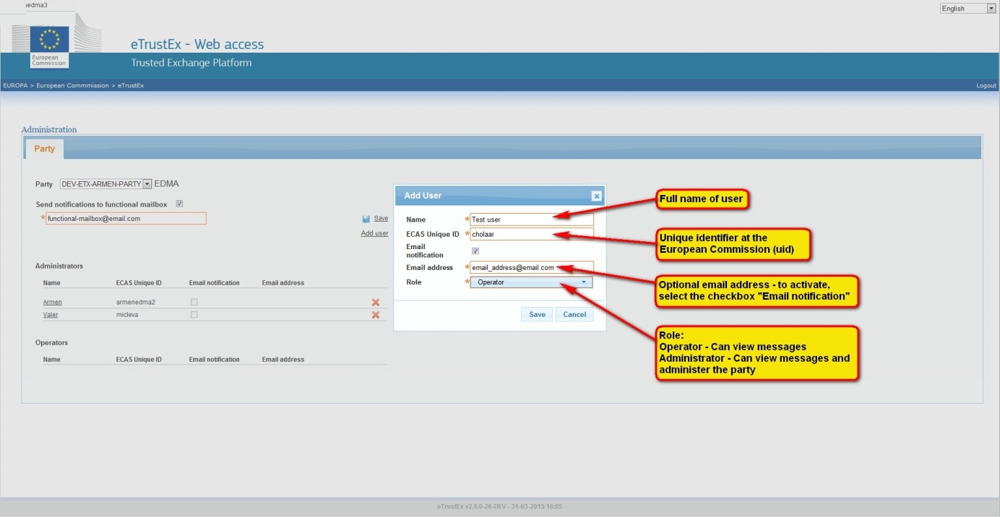 nedma3
English
European
Commission
eTrustEx - Web access
Trusted Exchange Platform
EUROPA > European Commmission > eTrustEx
Logout
Administration
Party
Party DEV-ETX-ARMEN-PARTY EDMA
Send notifications to functional mailbox
* functional-mailbox@email.com
Save
Add user
Administrators
Name ECAS Unique ID Email notification Email address
Armen armenedma2
Valer micleva
Operators
Name ECAS Unique ID Email notification Email address
Add User
Name * Test user
ECAS Unique ID * cholaar
Email
notification
Email address * email_address@email.com
Role * Operator
Save Cancel
Full name of user
Unique identifier at the
European Commission (uid)
Optional email address - to activate,
select the checkbox "Email notification"
Role:
Operator - Can view messages
Administrator - Can view messages and
administer the party
eTrustEx v2.6.0-26-DEV - 31-03-2015 16:05